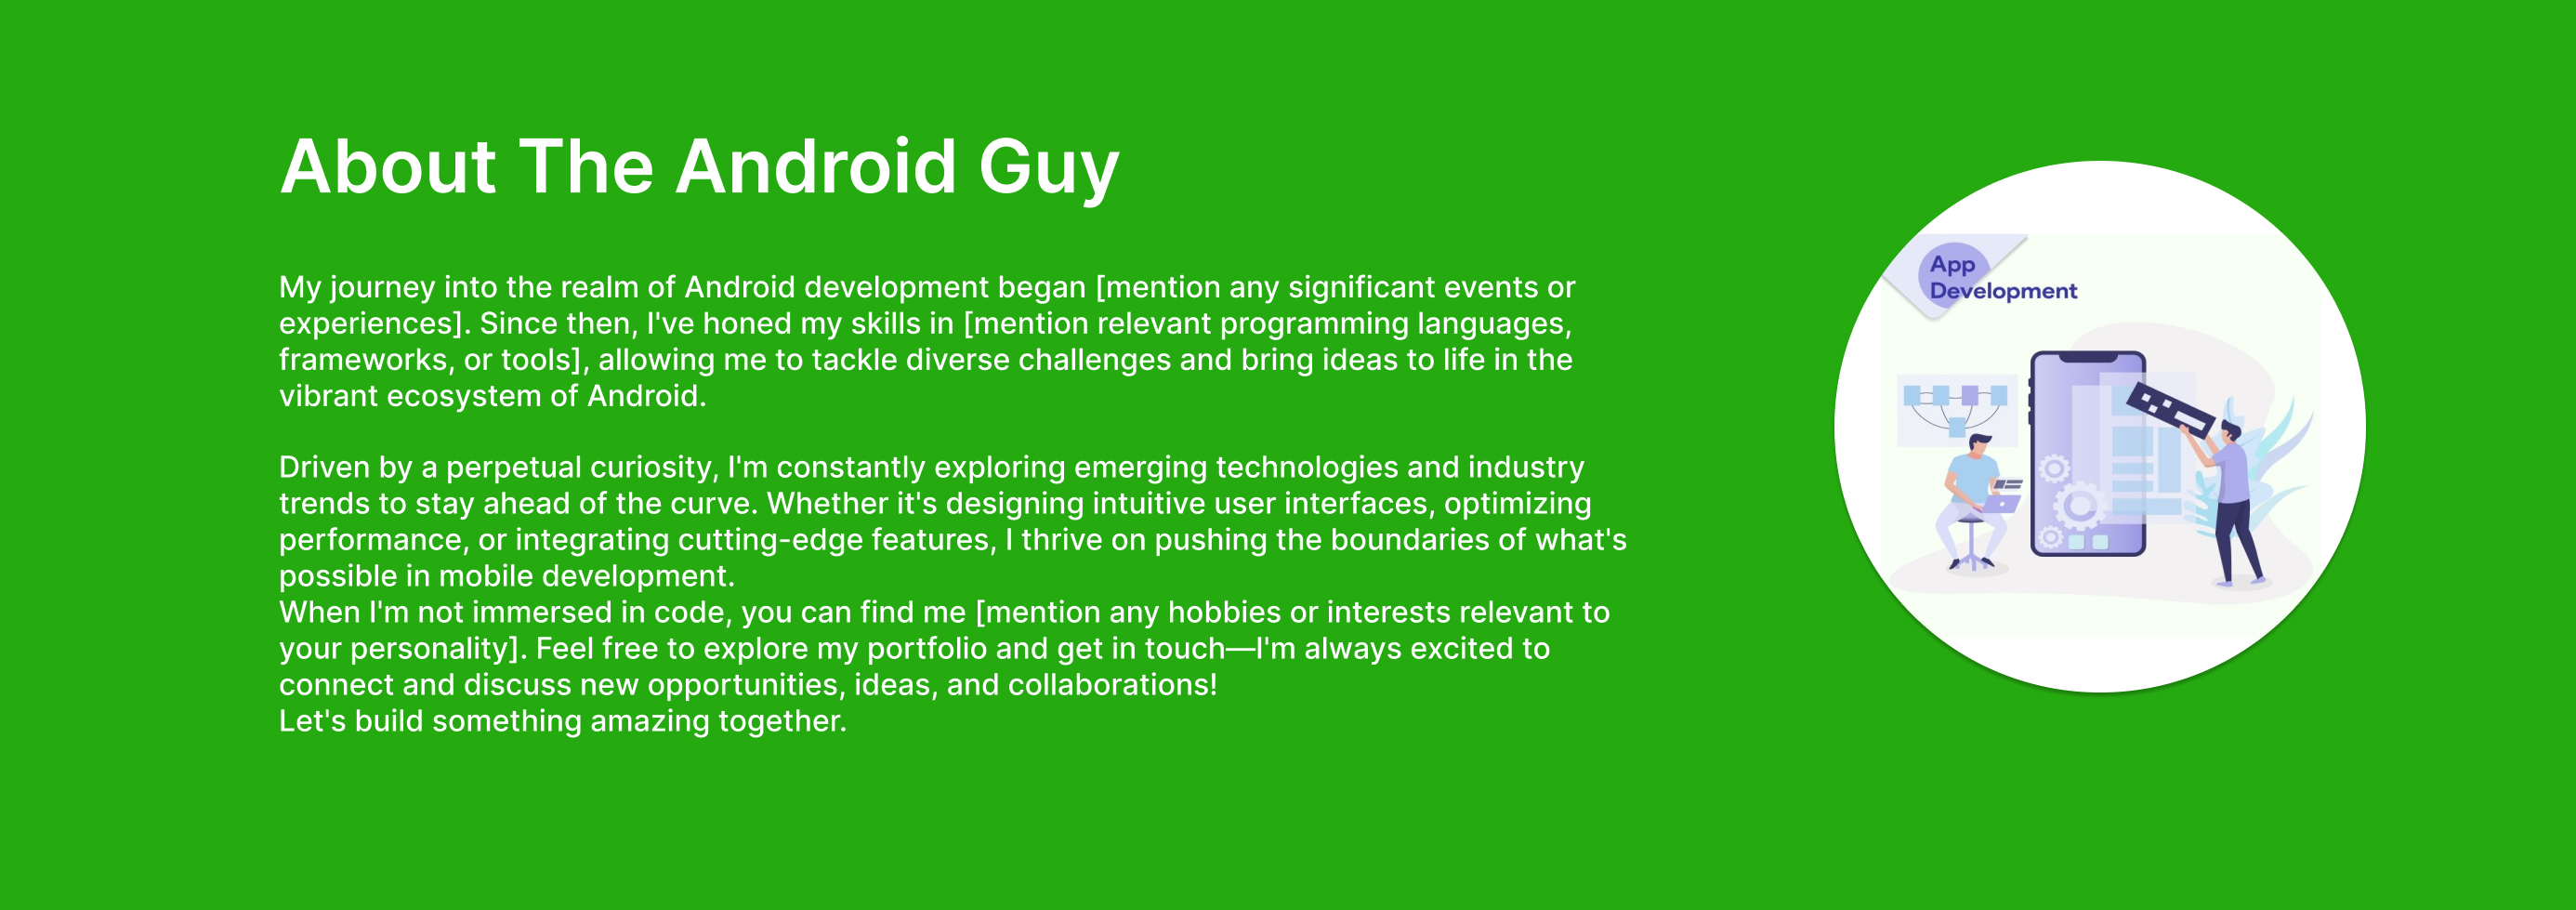 About The Android Guy
My journey into the realm of Android development began [mention any significant events or
experiences]. Since then, I've honed my skills in [mention relevant programming languages,
frameworks, or tools], allowing me to tackle diverse challenges and bring ideas to life in the
vibrant ecosystem of Android.
Driven by a perpetual curiosity, I'm constantly exploring emerging technologies and industry
trends to stay ahead of the curve. Whether it's designing intuitive user interfaces, optimizing
performance, or integrating cutting-edge features, I thrive on pushing the boundaries of what's
possible in mobile development.
When I'm not immersed in code, you can find me [mention any hobbies or interests relevant to
your personality]. Feel free to explore my portfolio and get in touch—I'm always excited to
connect and discuss new opportunities, ideas, and collaborations!
Let's build something amazing together.
App
Development